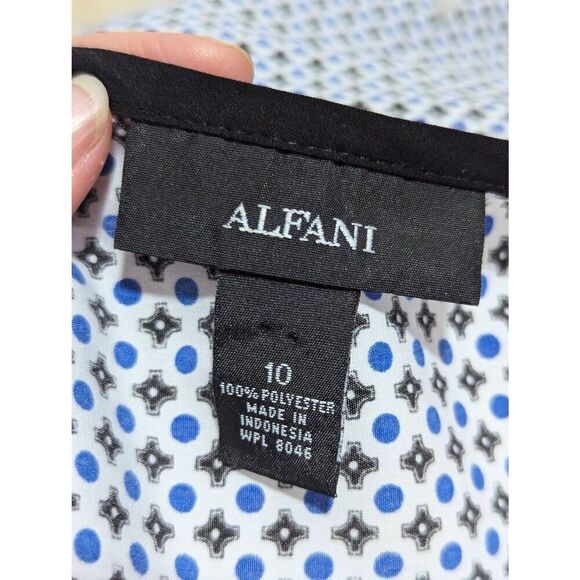 ALFANI
10
100% POLYESTER
MADE IN
INDONESIA
WPL 8046